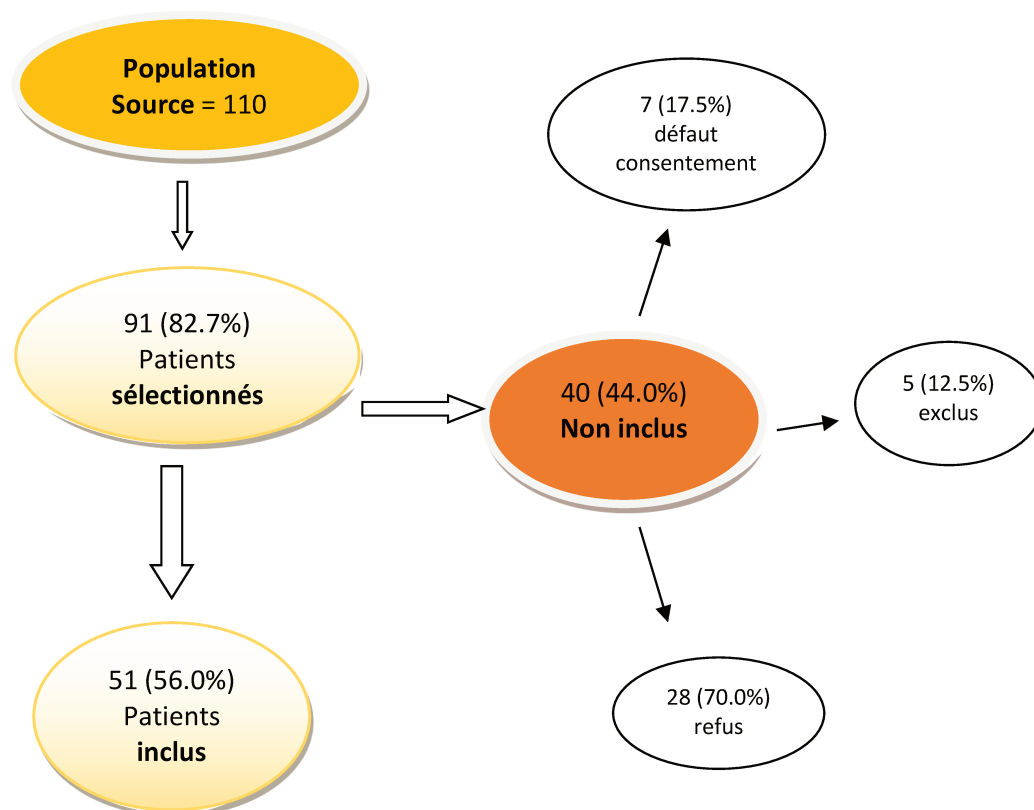 Population
Source = 110
7 (17.5%)
défaut
consentement
91 (82.7%)
Patients
sélectionnés
40 (44.0%)
Non inclus
5 (12.5%)
exclus
51 (56.0%)
Patients
inclus
28 (70.0%)
refus